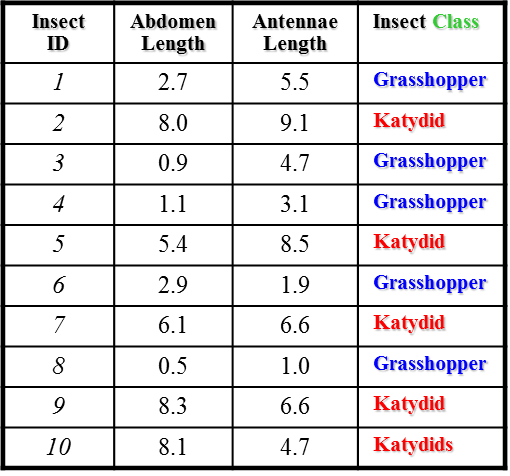 Insect ID Abdomen Length Antennae Length Insect Class
1 2.7 5.5 Grasshopper
2 8.0 9.1 Katydid
3 0.9 4.7 Grasshopper
4 1.1 3.1 Grasshopper
5 5.4 8.5 Katydid
6 2.9 1.9 Grasshopper
7 6.1 6.6 Katydid
8 0.5 1.0 Grasshopper
9 8.3 6.6 Katydid
10 8.1 4.7 Katydids